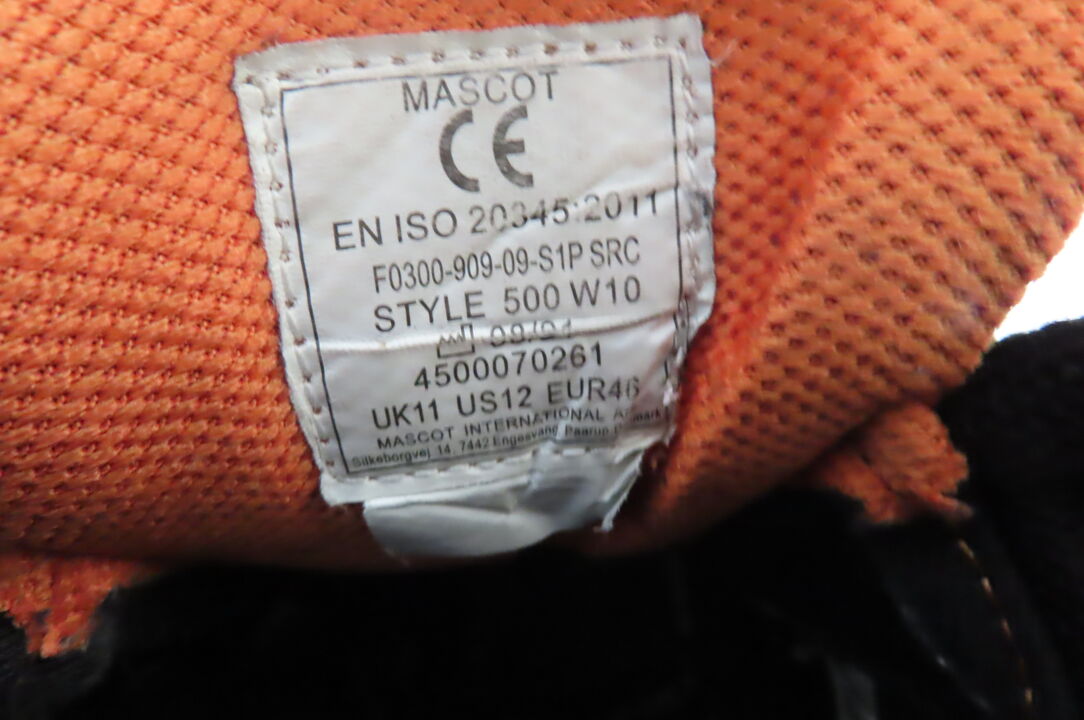 MASCOT
CE
EN ISO 20345:2011
F0300-909-09-S1P SRC
STYLE 500 W10
4500070261
UK11 US12 EUR46
MASCOT INTERNATIONAL
Silkeborgvej 14, 7442 Engesvang Paarup